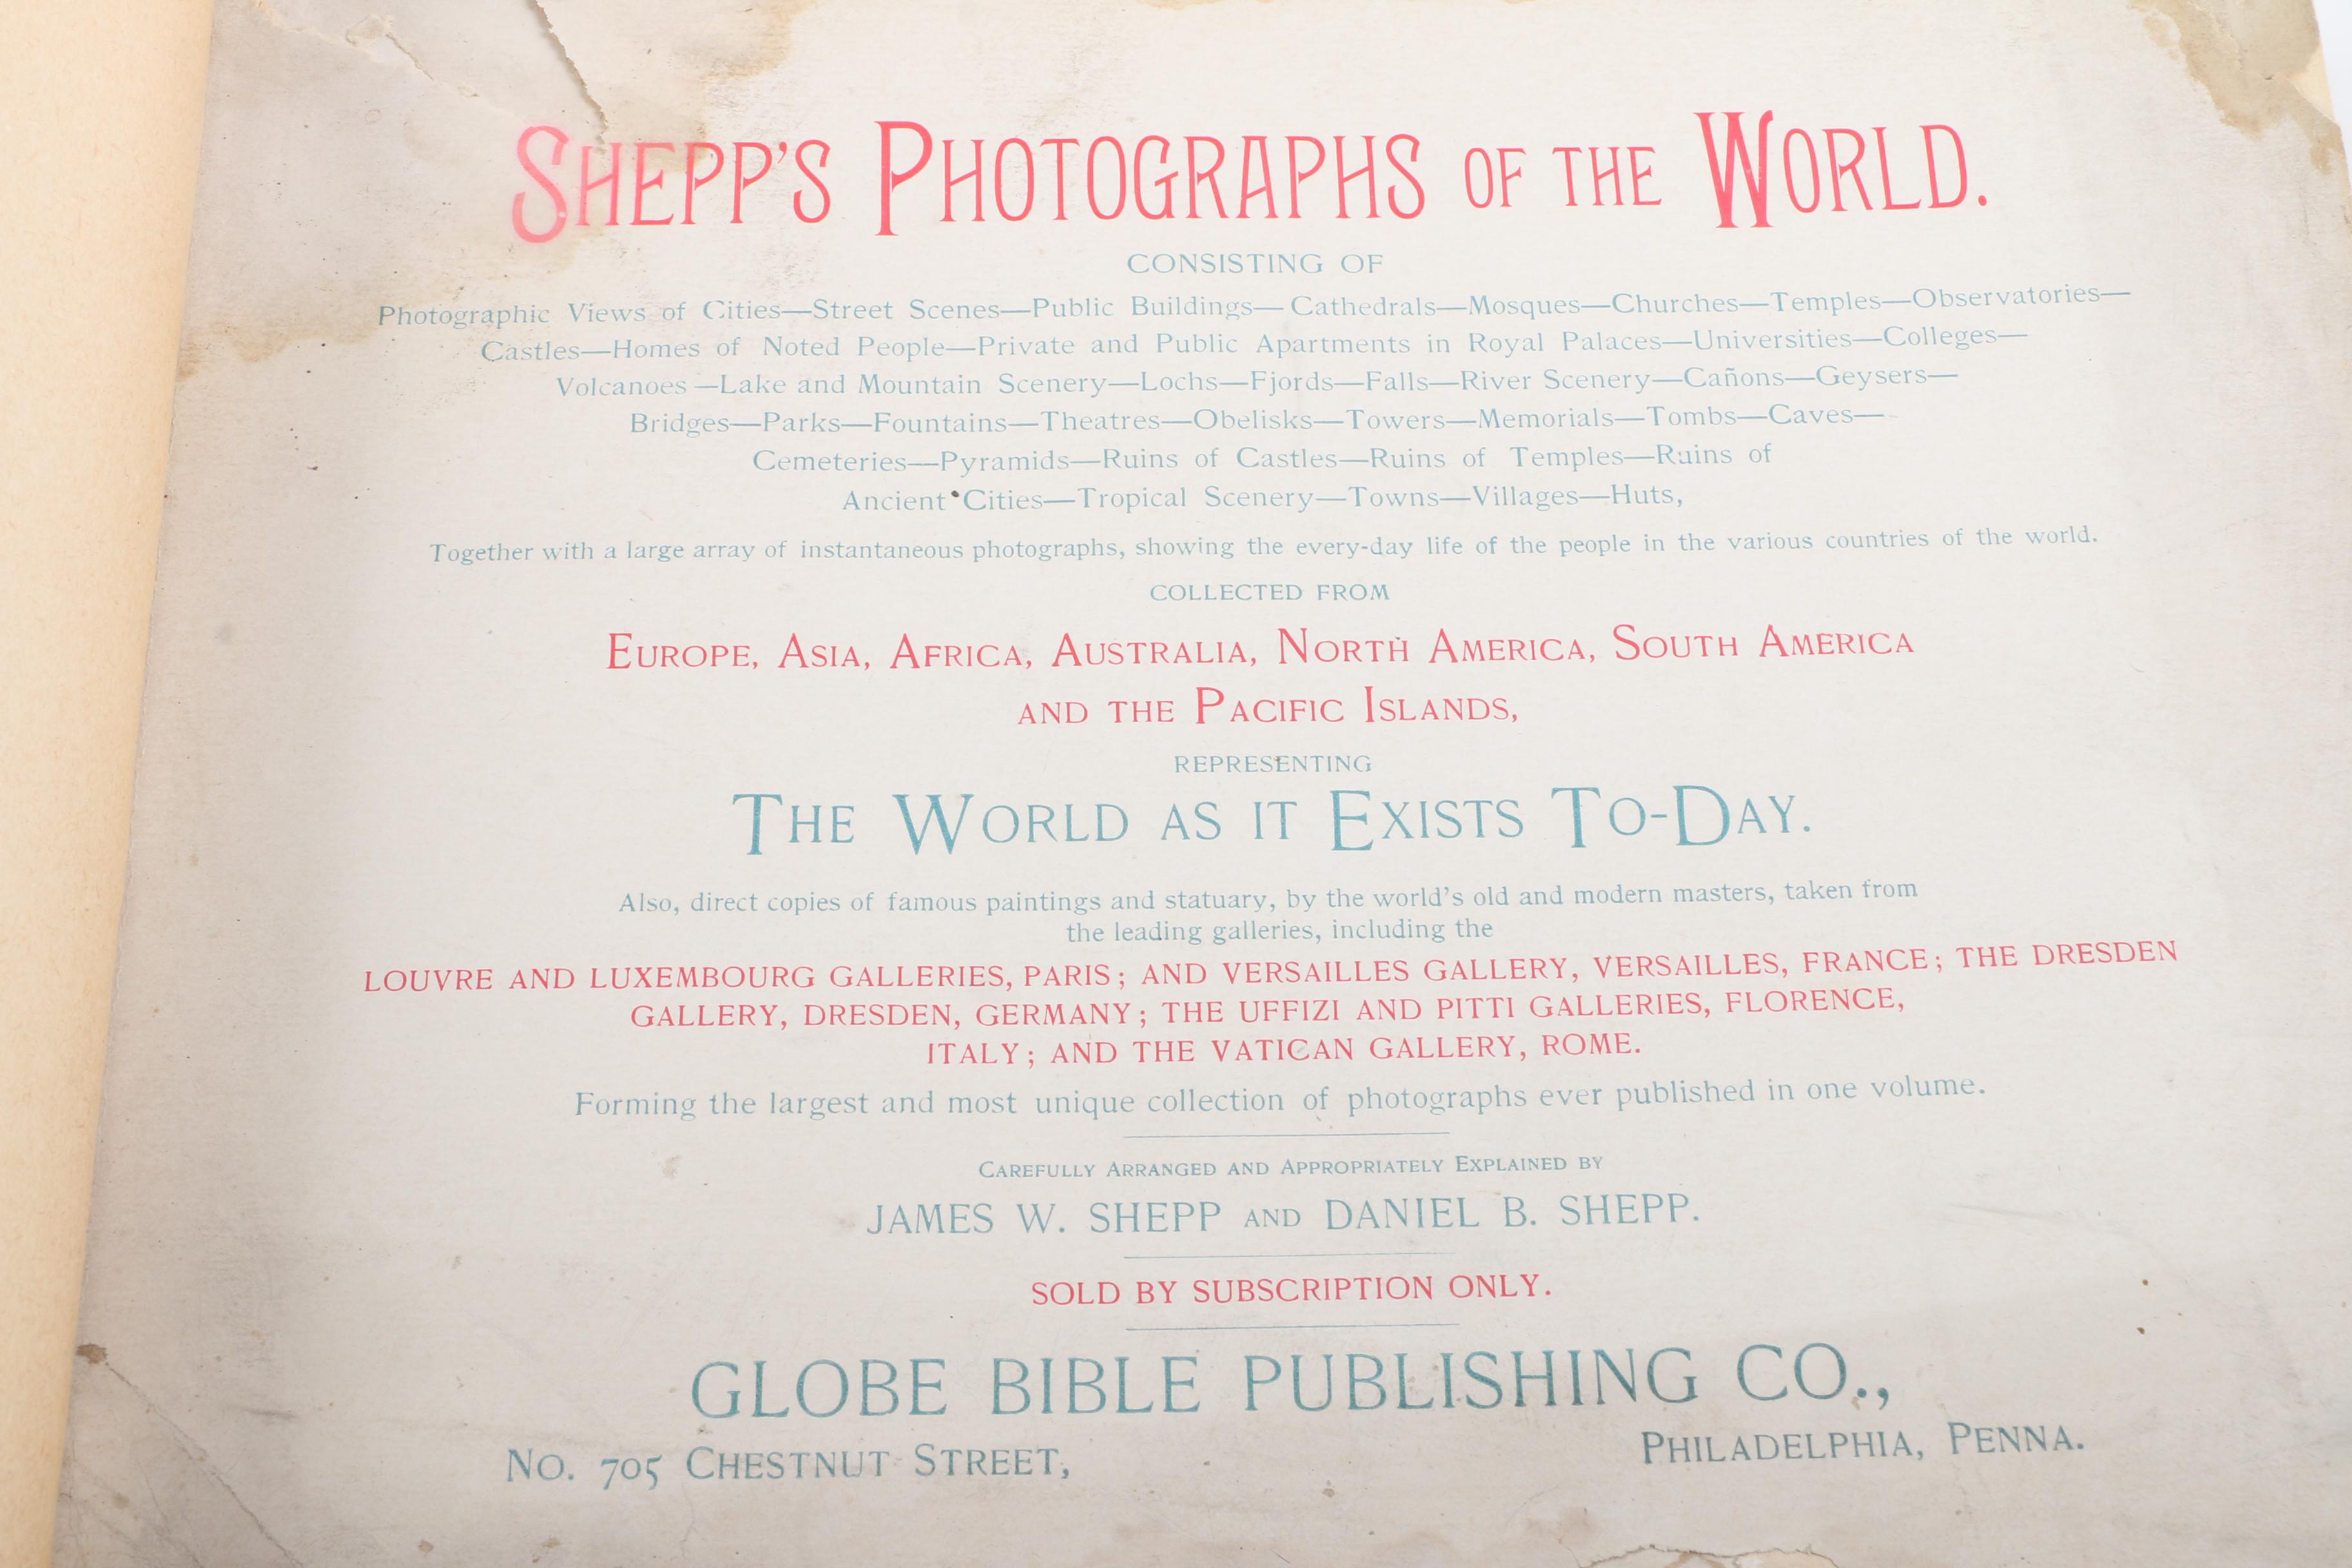 SHEPP'S PHOTOGRAPHS OF THE WORLD.
CONSISTING OF
Photographic Views of Cities—Street Scenes—Public Buildings—Cathedrals—Mosques—Churches—Temples—Observatories—
Castles—Homes of Noted People—Private and Public Apartments in Royal Palaces—Universities—Colleges—
Volcanoes—Lake and Mountain Scenery—Lochs—Fjords—Falls—River Scenery—Cañons—Geysers—
Bridges—Parks—Fountains—Theatres—Obelisks—Towers—Memorials—Tombs—Caves—
Cemeteries—Pyramids—Ruins of Castles—Ruins of Temples—Ruins of
Ancient Cities—Tropical Scenery—Towns—Villages—Huts,
Together with a large array of instantaneous photographs, showing the every-day life of the people in the various countries of the world.
COLLECTED FROM
EUROPE, ASIA, AFRICA, AUSTRALIA, NORTH AMERICA, SOUTH AMERICA
AND THE PACIFIC ISLANDS,
REPRESENTING
THE WORLD AS IT EXISTS TO-DAY.
Also, direct copies of famous paintings and statuary, by the world's old and modern masters, taken from
the leading galleries, including the
LOUVRE AND LUXEMBOURG GALLERIES, PARIS; AND VERSAILLES GALLERY, VERSAILLES, FRANCE; THE DRESDEN
GALLERY, DRESDEN, GERMANY; THE UFFIZI AND PITTI GALLERIES, FLORENCE,
ITALY; AND THE VATICAN GALLERY, ROME.
Forming the largest and most unique collection of photographs ever published in one volume.
CAREFULLY ARRANGED AND APPROPRIATELY EXPLAINED BY
JAMES W. SHEPP AND DANIEL B. SHEPP.
SOLD BY SUBSCRIPTION ONLY.
GLOBE BIBLE PUBLISHING CO.,
NO. 705 CHESTNUT STREET, PHILADELPHIA, PENNA.